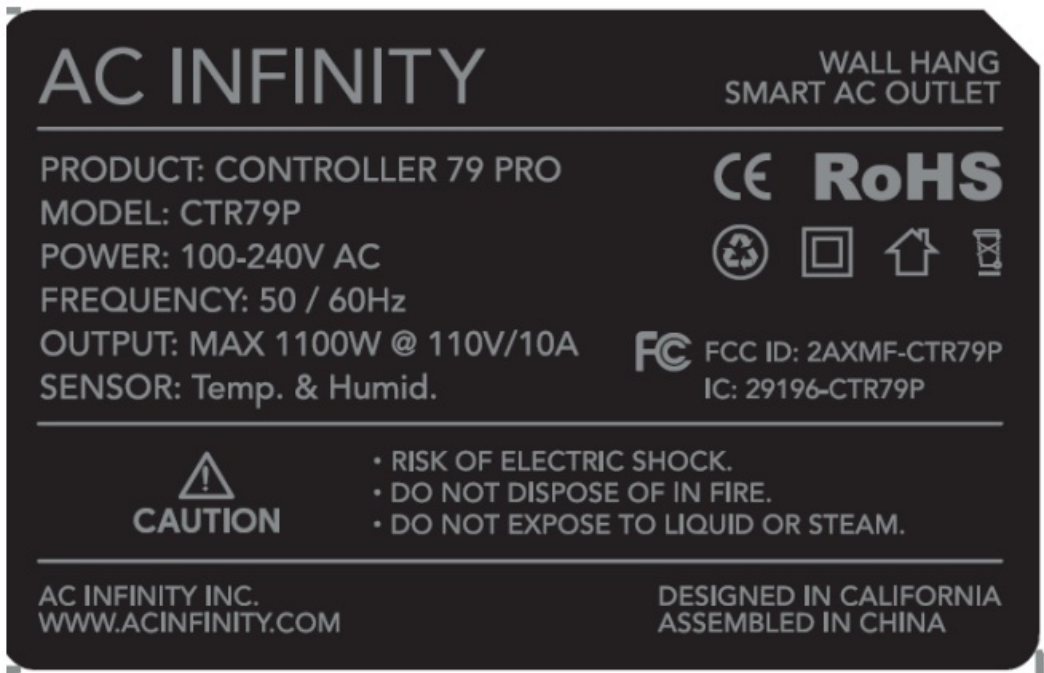 AC INFINITY
WALL HANG
SMART AC OUTLET
PRODUCT: CONTROLLER 79 PRO
MODEL: CTR79P
POWER: 100-240V AC
FREQUENCY: 50 / 60Hz
OUTPUT: MAX 1100W @ 110V/10A
SENSOR: Temp. & Humid.
CE RoHS
FC FCC ID: 2AXMF-CTR79P
IC: 29196-CTR79P
CAUTION
• RISK OF ELECTRIC SHOCK.
• DO NOT DISPOSE OF IN FIRE.
• DO NOT EXPOSE TO LIQUID OR STEAM.
AC INFINITY INC.
WWW.ACINFINITY.COM
DESIGNED IN CALIFORNIA
ASSEMBLED IN CHINA